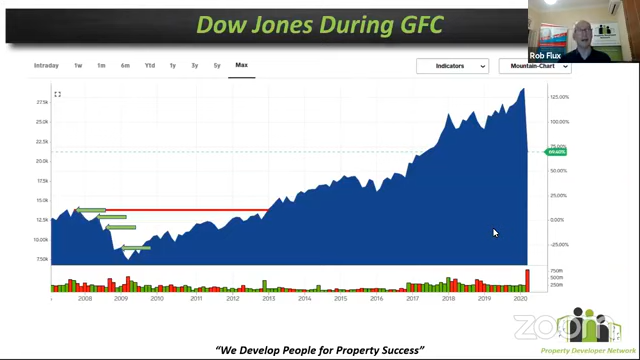 Dow Jones During GFC
Rob Flux
Intraday 1w 1m 6m Ytd 1y 3y 5y Max
Indicators
Mountain-Chart
27.5k
25.0k
22.5k
20.0k
17.5k
15.0k
12.5k
10.00k
7.50k
125.00%
100.00%
75.00%
50.00%
25.00%
0.00%
-25.00%
750M
500M
250M
2008 2009 2010 2011 2012 2013 2014 2015 2016 2017 2018 2019 2020
zoom
“We Develop People for Property Success”
Property Developer Network